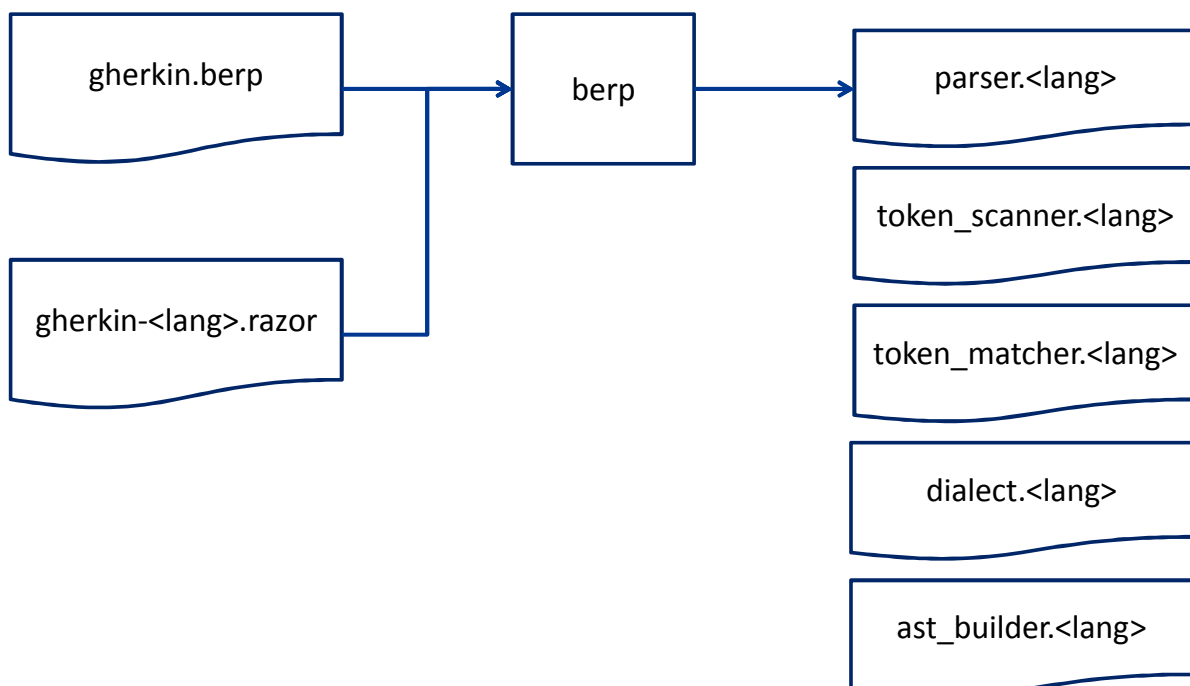 gherkin.berp
berp
parser.<lang>
token_scanner.<lang>
gherkin-<lang>.razor
token_matcher.<lang>
dialect.<lang>
ast_builder.<lang>